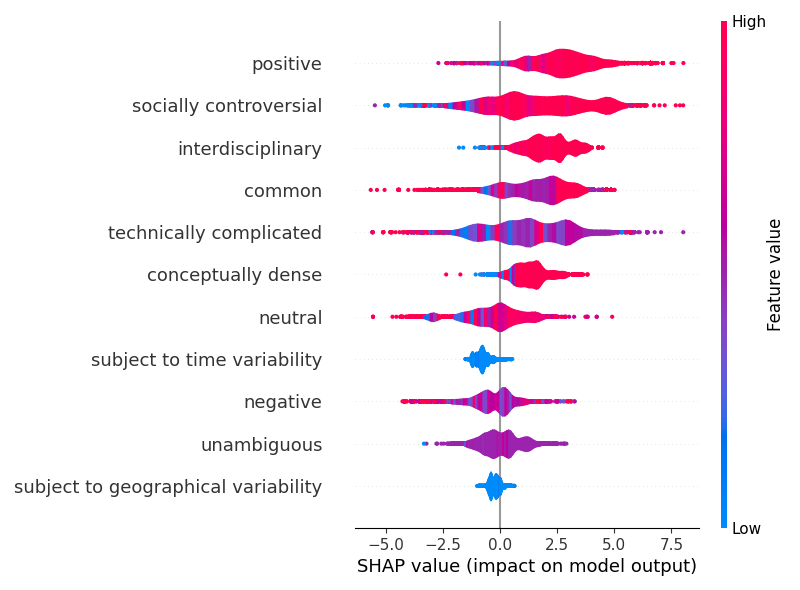 High
positive
socially controversial
interdisciplinary
common
technically complicated
conceptually dense
neutral
subject to time variability
negative
unambiguous
subject to geographical variability
Feature value
Low
−5.0 −2.5 0.0 2.5 5.0 7.5
SHAP value (impact on model output)